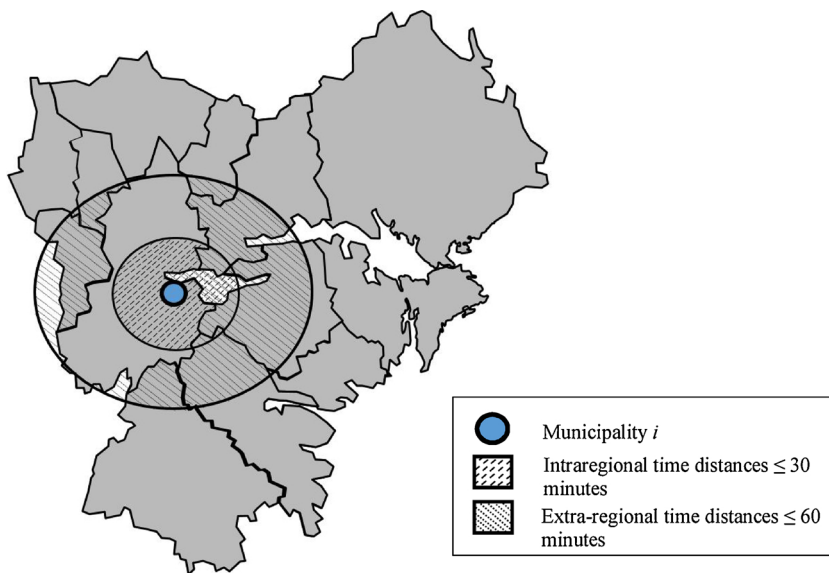 Municipality i
Intraregional time distances ≤ 30
minutes
Extra-regional time distances ≤ 60
minutes